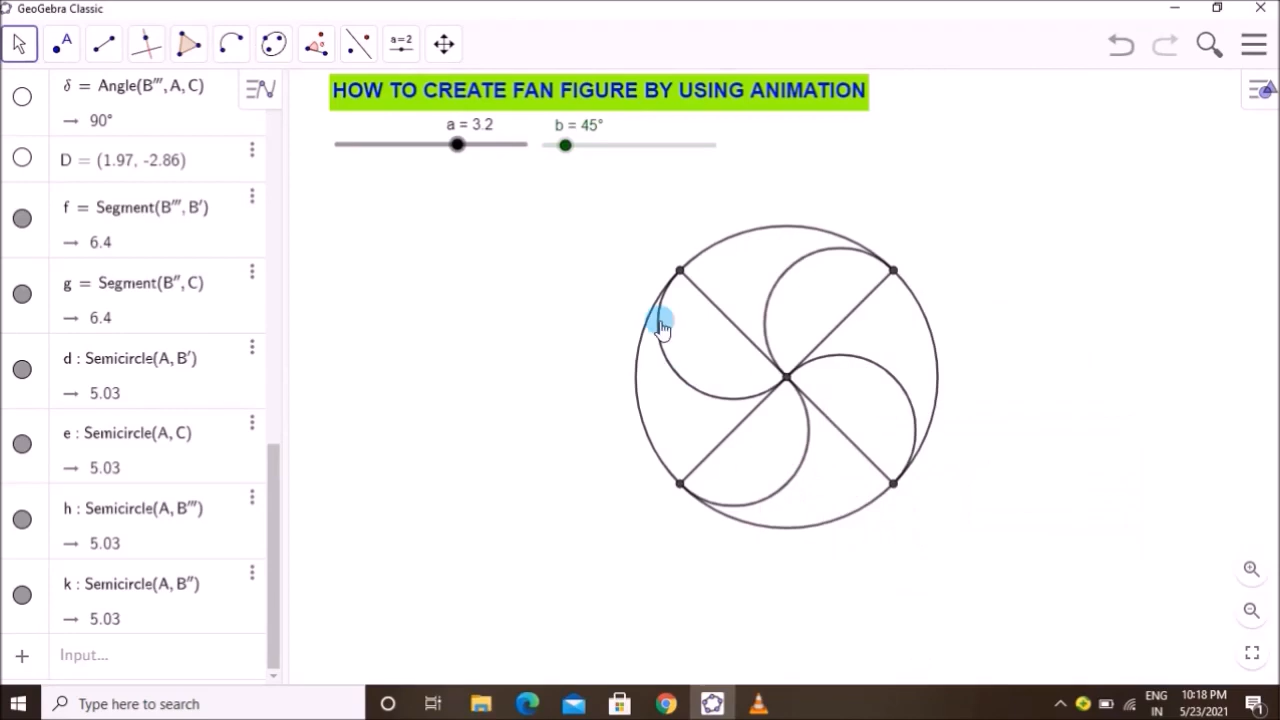 GeoGebra Classic
A
a=2
HOW TO CREATE FAN FIGURE BY USING ANIMATION
a = 3.2
b = 45°
δ = Angle(B‴, A, C)
→ 90°
D = (1.97, -2.86)
f = Segment(B‴, B′)
→ 6.4
g = Segment(B″, C)
→ 6.4
d : Semicircle(A, B′)
→ 5.03
e : Semicircle(A, C)
→ 5.03
h : Semicircle(A, B‴)
→ 5.03
k : Semicircle(A, B″)
→ 5.03
+ Input...
Type here to search
ENG
IN
10:18 PM
5/23/2021
1